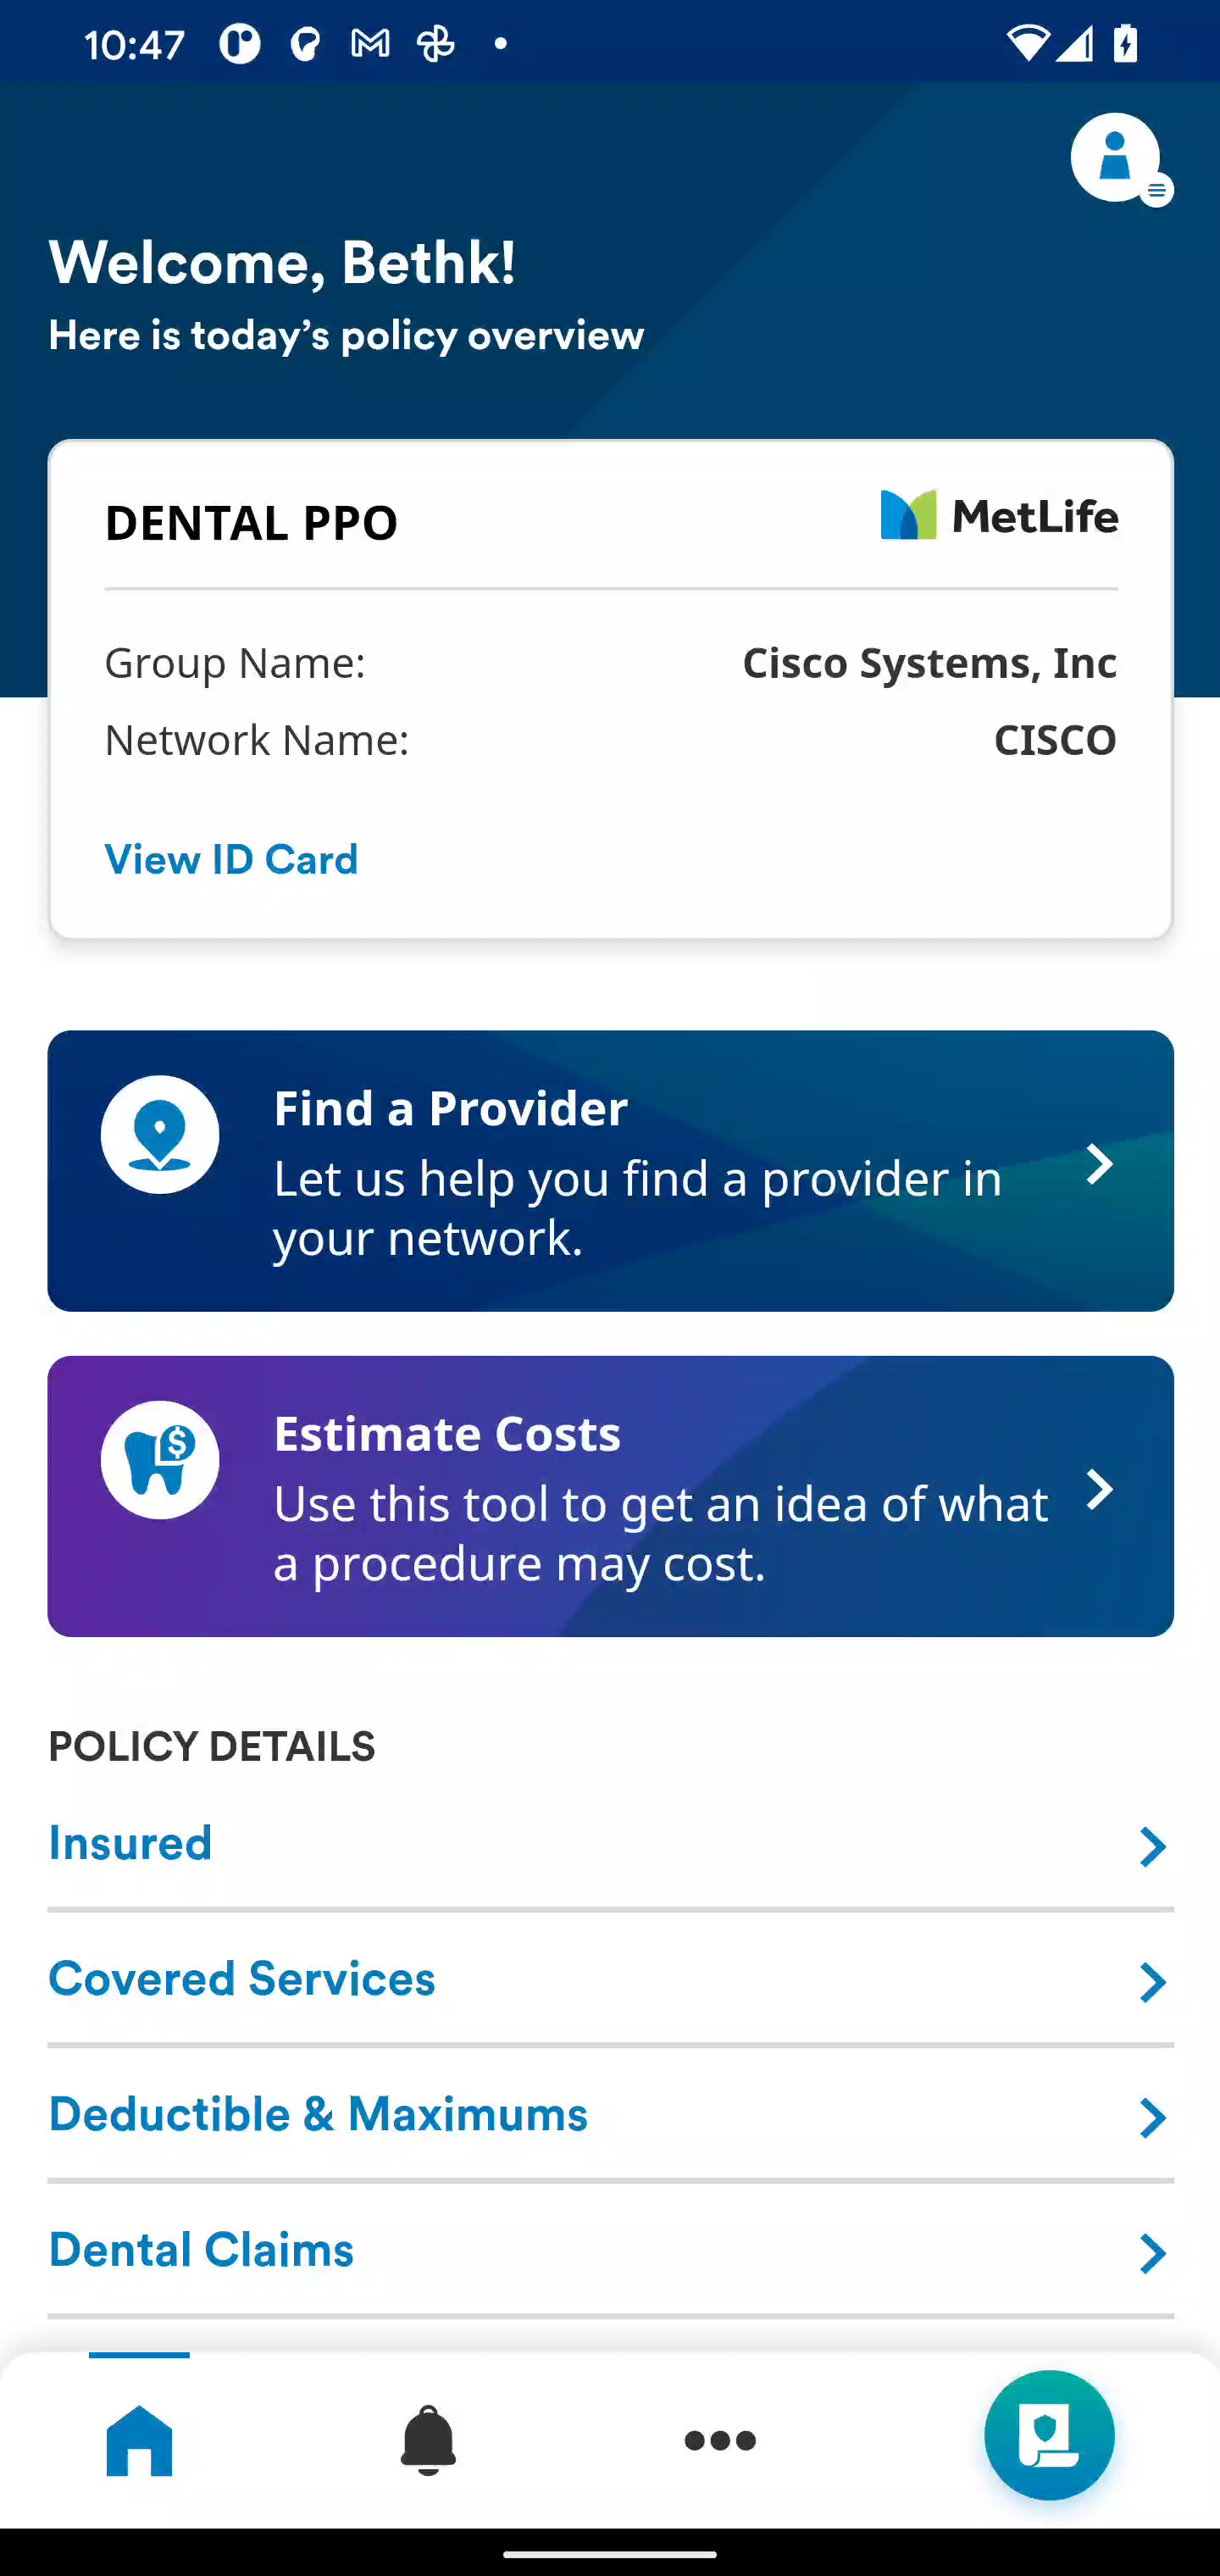 10:47
Welcome, Bethk!
Here is today’s policy overview
DENTAL PPO
MetLife
Group Name:
Cisco Systems, Inc
Network Name:
CISCO
View ID Card
Find a Provider
Let us help you find a provider in
your network.
$
Estimate Costs
Use this tool to get an idea of what
a procedure may cost.
POLICY DETAILS
Insured
Covered Services
Deductible & Maximums
Dental Claims